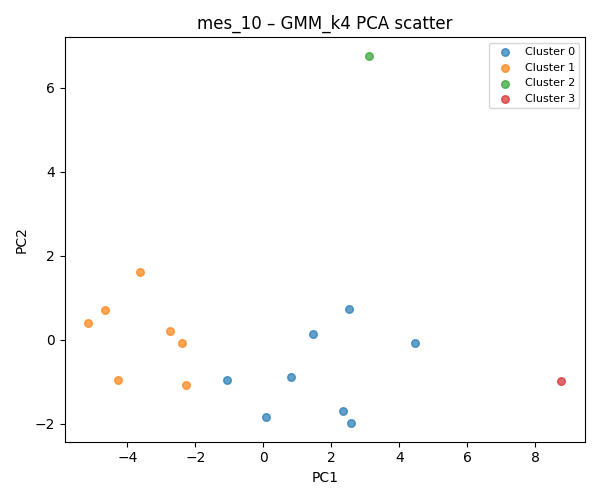 mes_10 – GMM_k4 PCA scatter
Cluster 0
Cluster 1
Cluster 2
Cluster 3
PC2
6
4
2
0
−2
−4
−2
0
2
4
6
8
PC1